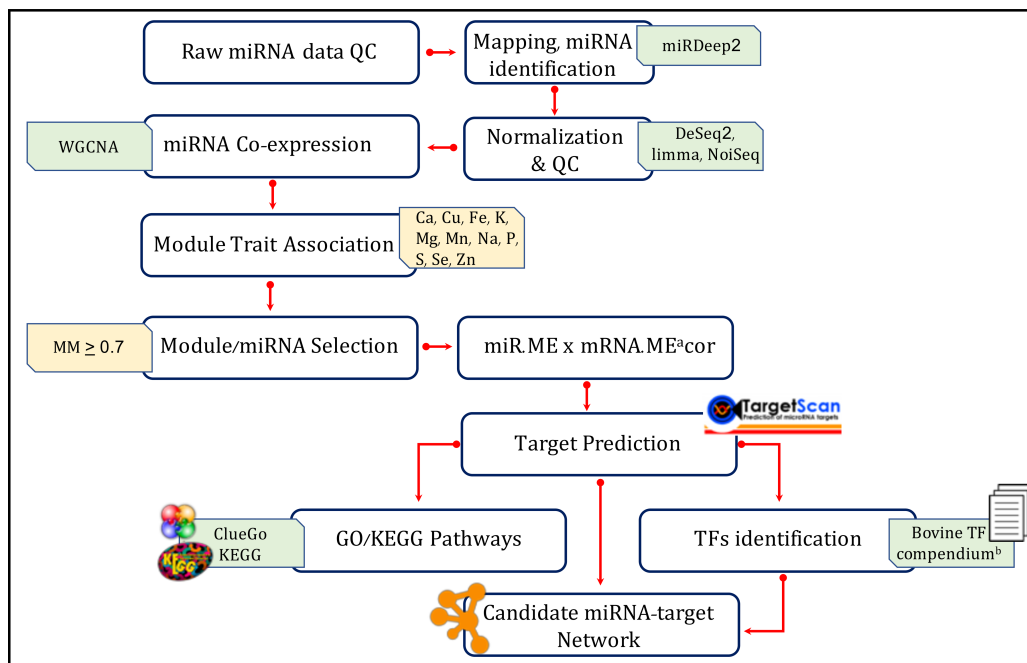 Raw miRNA data QC
Mapping, miRNA
identification
miRDeep2
WGCNA
miRNA Co-expression
Normalization
& QC
DeSeq2,
limma, NoiSeq
Module Trait Association
Ca, Cu, Fe, K,
Mg, Mn, Na, P,
S, Se, Zn
MM ≥ 0.7
Module/miRNA Selection
miR.ME x mRNA.MEᵃcor
TargetScan
Prediction of microRNA targets
Target Prediction
ClueGo
KEGG
KEGG
GO/KEGG Pathways
TFs identification
Bovine TF
compendiumᵇ
Candidate miRNA-target
Network